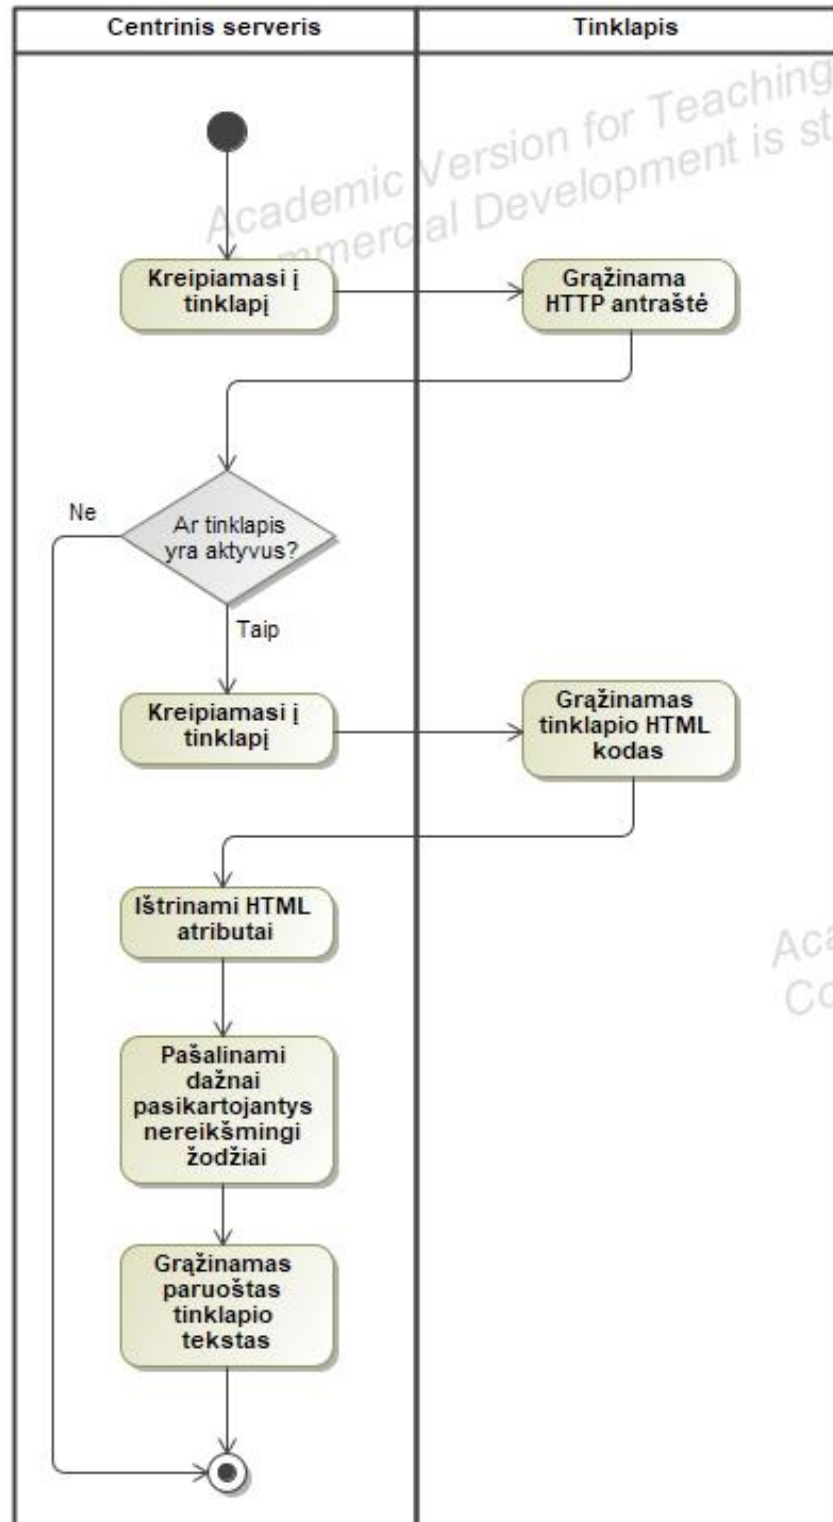 Centrinis serveris
Tinklapis
Academic Version for Teaching
Commercial Development is st
Kreipiamasi į
tinklapį
Grąžinama
HTTP antraštė
Ar tinklapis
yra aktyvus?
Ne
Taip
Kreipiamasi į
tinklapį
Grąžinamas
tinklapio HTML
kodas
Ištrinami HTML
atributai
Aca
Co
Pašalinami
dažnai
pasikartojantys
nereikšmingi
žodžiai
Grąžinamas
paruoštas
tinklapio
tekstas